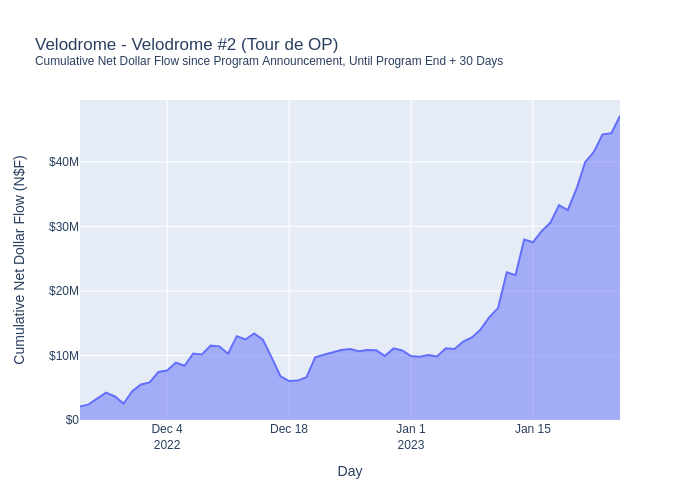 Velodrome - Velodrome #2 (Tour de OP)
Cumulative Net Dollar Flow since Program Announcement, Until Program End + 30 Days
Cumulative Net Dollar Flow (N$F)
$40M
$30M
$20M
$10M
$0
Dec 4
2022
Dec 18
Jan 1
2023
Jan 15
Day